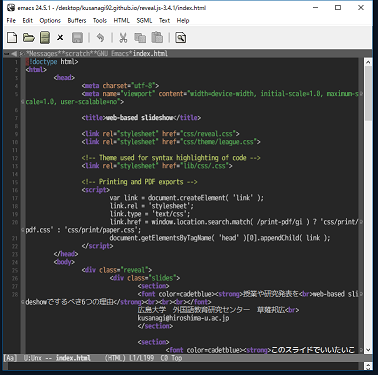 emacs 24.5.1 - /desktop/kusanagi92.github.io/reveal.js-3.4.1/index.html
File Edit Options Buffers Tools HTML SGML Text Help
*Messages**scratch**GNU Emacs*index.html
<!doctype html>
<html>
<head>
<meta charset="utf-8">
<meta name="viewport" content="width=device-width, initial-scale=1.0, maximum-s
cale=1.0, user-scalable=no">
<title>web-based slideshow</title>
<link rel="stylesheet" href="css/reveal.css">
<link rel="stylesheet" href="css/theme/league.css">
<!-- Theme used for syntax highlighting of code -->
<link rel="stylesheet" href="lib/css/.css">
<!-- Printing and PDF exports -->
<script>
var link = document.createElement( 'link' );
link.rel = 'stylesheet';
link.type = 'text/css';
link.href = window.location.search.match( /print-pdf/gi ) ? 'css/print/
pdf.css' : 'css/print/paper.css';
document.getElementsByTagName( 'head' )[0].appendChild( link );
</script>
</head>
<body>
<div class="reveal">
<div class="slides">
<section>
<font color=cadetblue><strong>授業や研究発表を<br>web-based sli
deshowでするべき6つの理由</strong><br><br><br></font>
広島大学 外国語教育研究センター 草薙邦広<br>
kusanagi@hiroshima-u.ac.jp
</section>
<section>
<font color=cadetblue><strong>このスライドでいいたいこ
[Aa] U:Unx -- index.html (HTML) L1/L199 C0 Top